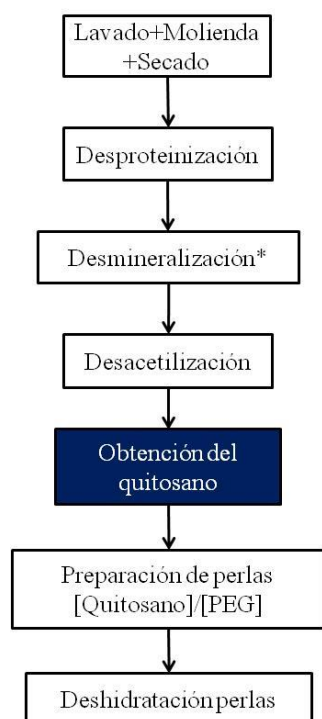 Lavado+Molienda
+Secado
Desproteinización
Desmineralización*
Desacetilización
Obtención del
quitosano
Preparación de perlas
[Quitosano]/[PEG]
Deshidratación perlas